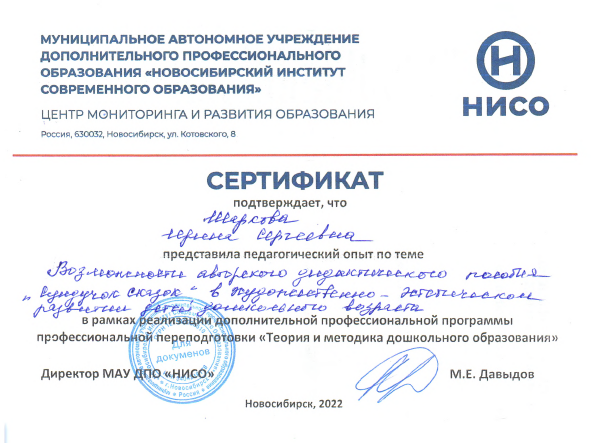 МУНИЦИПАЛЬНОЕ АВТОНОМНОЕ УЧРЕЖДЕНИЕ
ДОПОЛНИТЕЛЬНОГО ПРОФЕССИОНАЛЬНОГО
ОБРАЗОВАНИЯ «НОВОСИБИРСКИЙ ИНСТИТУТ
СОВРЕМЕННОГО ОБРАЗОВАНИЯ»
ЦЕНТР МОНИТОРИНГА И РАЗВИТИЯ ОБРАЗОВАНИЯ
Россия, 630032, Новосибирск, ул. Котовского, 8
Н
НИСО
СЕРТИФИКАТ
подтверждает, что
Шаркова
Ирина Сергеевна
представила педагогический опыт по теме
Возможности авторского дидактического пособия
„Сундучок сказок" в художественно-эстетическом
развитии детей дошкольного возраста
в рамках реализации дополнительной профессиональной программы
профессиональной переподготовки «Теория и методика дошкольного образования»
Для
документов
Директор МАУ ДПО «НИСО»
М.Е. Давыдов
Новосибирск, 2022